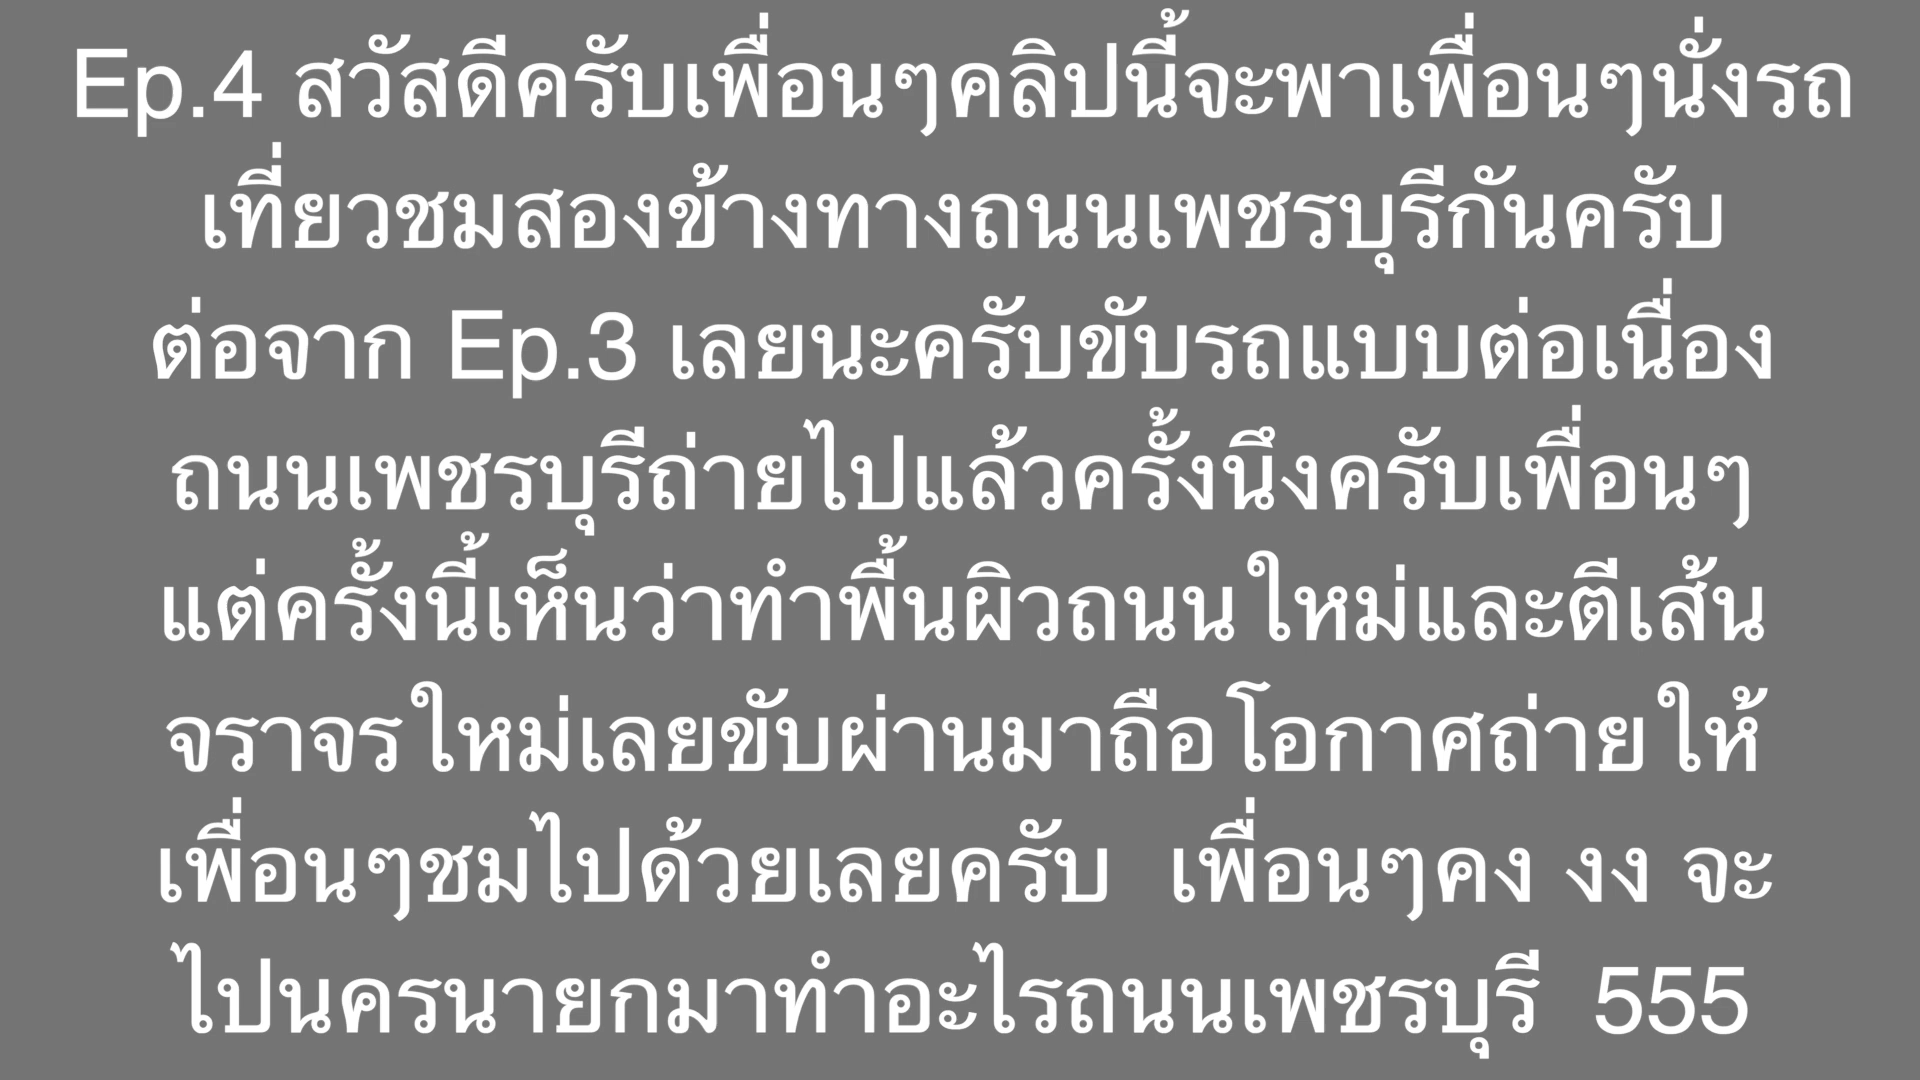 Ep.4 สวัสดีครับเพื่อนๆคลิปนี้จะพาเพื่อนๆนั่งรถ
เที่ยวชมสองข้างทางถนนเพชรบุรีกันครับ
ต่อจาก Ep.3 เลยนะครับขับรถแบบต่อเนื่อง
ถนนเพชรบุรีถ่ายไปแล้วครั้งนึงครับเพื่อนๆ
แต่ครั้งนี้เห็นว่าทำพื้นผิวถนนใหม่และตีเส้น
จราจรใหม่เลยขับผ่านมาถือโอกาศถ่ายให้
เพื่อนๆชมไปด้วยเลยครับ  เพื่อนๆคง งง จะ
ไปนครนายกมาทำอะไรถนนเพชรบุรี  555